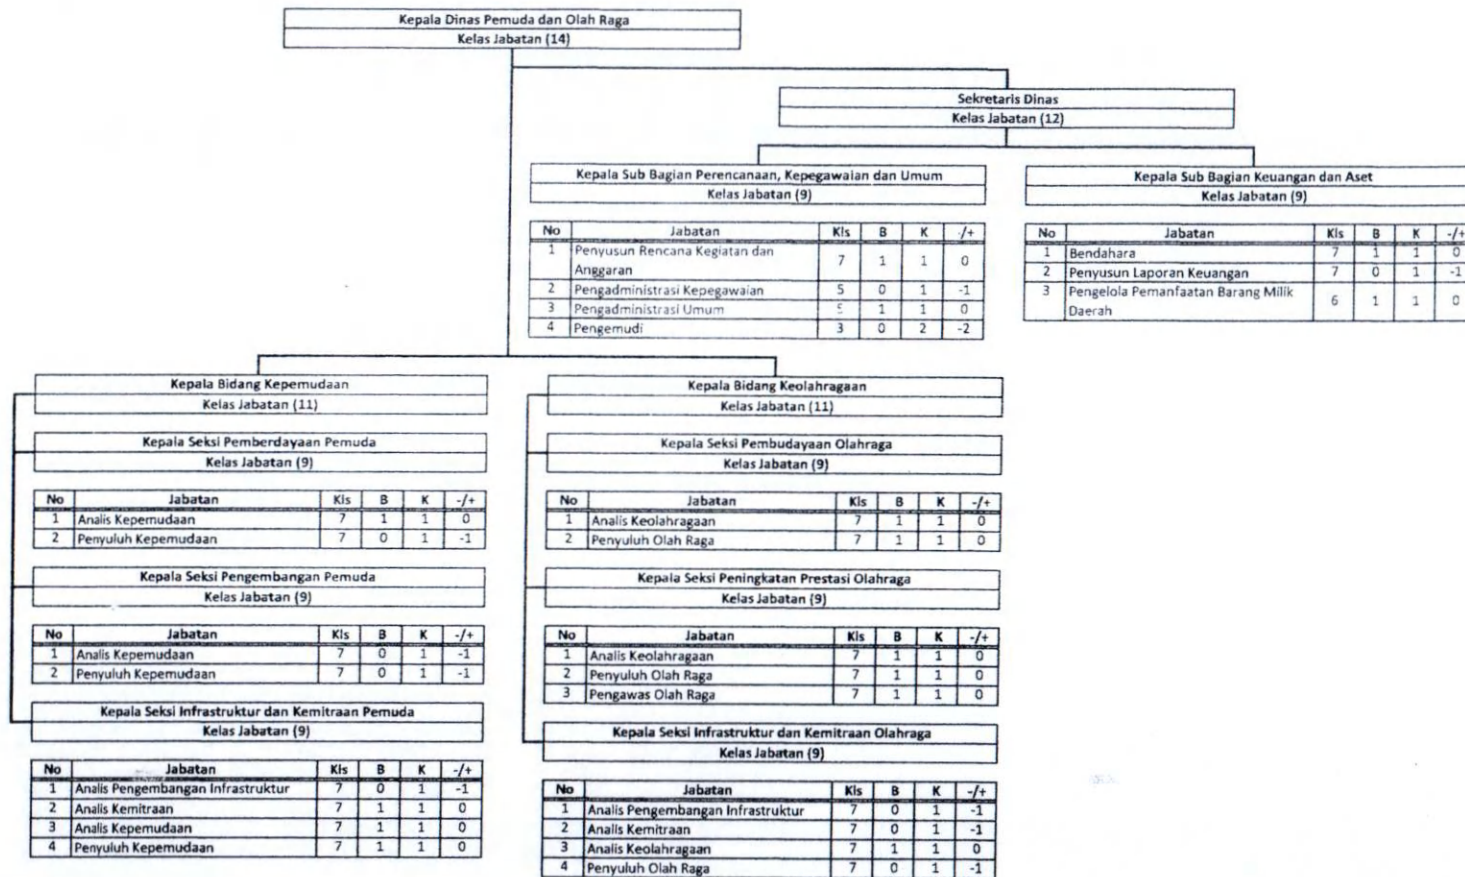 Kepala Dinas Pemuda dan Olah Raga
Kelas Jabatan (14)
Sekretaris Dinas
Kelas Jabatan (12)
Kepala Sub Bagian Perencanaan, Kepegawaian dan Umum
Kelas Jabatan (9)
No Jabatan Kls B K -/+
1 Penyusun Rencana Kegiatan dan
Anggaran 7 1 1 0
2 Pengadministrasi Kepegawaian 5 0 1 -1
3 Pengadministrasi Umum 5 1 1 0
4 Pengemudi 3 0 2 -2
Kepala Sub Bagian Keuangan dan Aset
Kelas Jabatan (9)
No Jabatan Kls B K -/+
1 Bendahara 7 1 1 0
2 Penyusun Laporan Keuangan 7 0 1 -1
3 Pengelola Pemanfaatan Barang Milik
Daerah 6 1 1 0
Kepala Bidang Kepemudaan
Kelas Jabatan (11)
Kepala Seksi Pemberdayaan Pemuda
Kelas Jabatan (9)
No Jabatan Kls B K -/+
1 Analis Kepemudaan 7 1 1 0
2 Penyuluh Kepemudaan 7 0 1 -1
Kepala Seksi Pengembangan Pemuda
Kelas Jabatan (9)
No Jabatan Kls B K -/+
1 Analis Kepemudaan 7 0 1 -1
2 Penyuluh Kepemudaan 7 0 1 -1
Kepala Seksi Infrastruktur dan Kemitraan Pemuda
Kelas Jabatan (9)
No Jabatan Kls B K -/+
1 Analis Pengembangan Infrastruktur 7 0 1 -1
2 Analis Kemitraan 7 1 1 0
3 Analis Kepemudaan 7 1 1 0
4 Penyuluh Kepemudaan 7 1 1 0
Kepala Bidang Keolahragaan
Kelas Jabatan (11)
Kepala Seksi Pembudayaan Olahraga
Kelas Jabatan (9)
No Jabatan Kls B K -/+
1 Analis Keolahragaan 7 1 1 0
2 Penyuluh Olah Raga 7 1 1 0
Kepala Seksi Peningkatan Prestasi Olahraga
Kelas Jabatan (9)
No Jabatan Kls B K -/+
1 Analis Keolahragaan 7 1 1 0
2 Penyuluh Olah Raga 7 1 1 0
3 Pengawas Olah Raga 7 1 1 0
Kepala Seksi Infrastruktur dan Kemitraan Olahraga
Kelas Jabatan (9)
No Jabatan Kls B K -/+
1 Analis Pengembangan Infrastruktur 7 0 1 -1
2 Analis Kemitraan 7 0 1 -1
3 Analis Keolahragaan 7 1 1 0
4 Penyuluh Olah Raga 7 0 1 -1